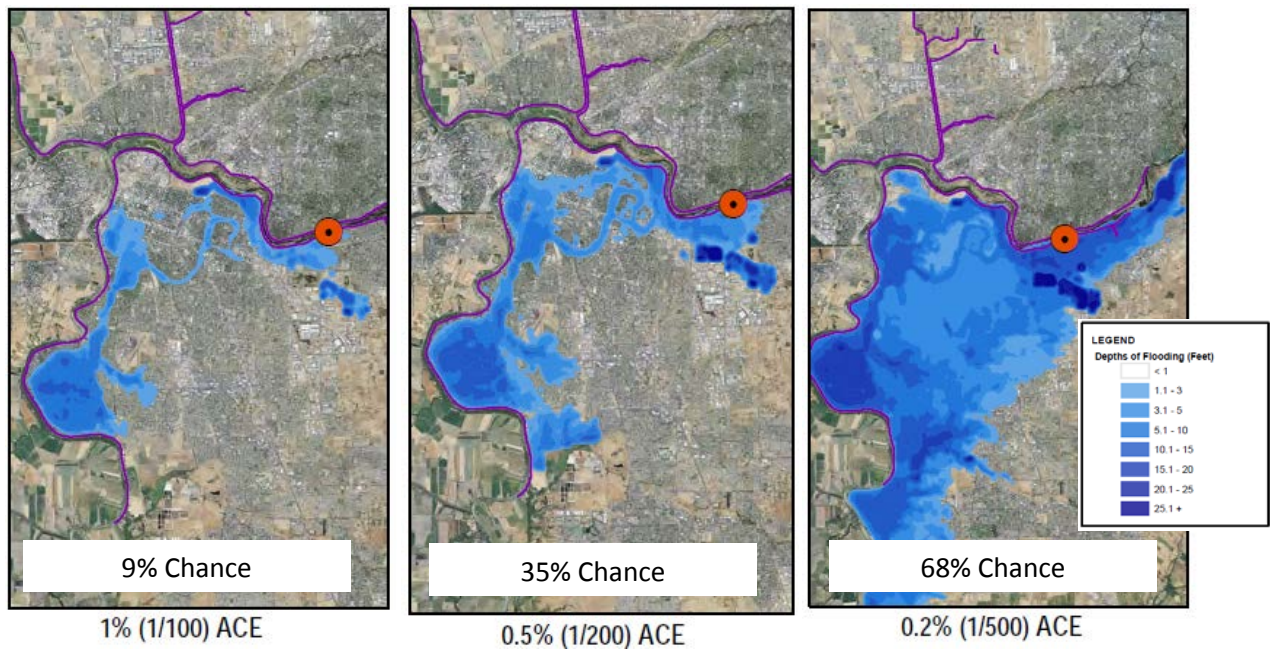 9% Chance
1% (1/100) ACE
35% Chance
0.5% (1/200) ACE
68% Chance
0.2% (1/500) ACE
LEGEND
Depths of Flooding (Feet)
< 1
1.1 - 3
3.1 - 5
5.1 - 10
10.1 - 15
15.1 - 20
20.1 - 25
25.1 +